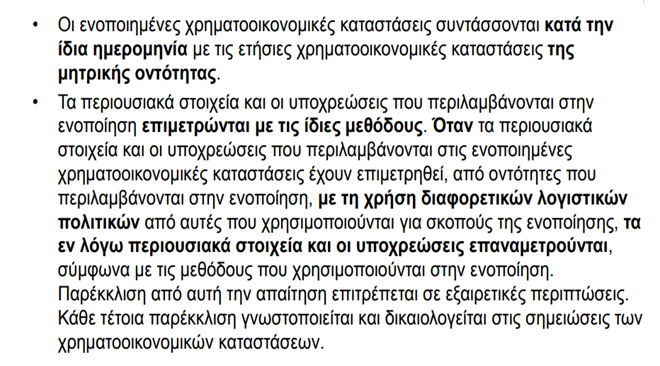 • Οι ενοποιημένες χρηματοοικονομικές καταστάσεις συντάσσονται κατά την
ίδια ημερομηνία με τις ετήσιες χρηματοοικονομικές καταστάσεις της
μητρικής οντότητας.
• Τα περιουσιακά στοιχεία και οι υποχρεώσεις που περιλαμβάνονται στην
ενοποίηση επιμετρώνται με τις ίδιες μεθόδους. Όταν τα περιουσιακά
στοιχεία και οι υποχρεώσεις που περιλαμβάνονται στις ενοποιημένες
χρηματοοικονομικές καταστάσεις έχουν επιμετρηθεί, από οντότητες που
περιλαμβάνονται στην ενοποίηση, με τη χρήση διαφορετικών λογιστικών
πολιτικών από αυτές που χρησιμοποιούνται για σκοπούς της ενοποίησης, τα
εν λόγω περιουσιακά στοιχεία και οι υποχρεώσεις επαναμετρούνται,
σύμφωνα με τις μεθόδους που χρησιμοποιούνται στην ενοποίηση.
Παρέκκλιση από αυτή την απαίτηση επιτρέπεται σε εξαιρετικές περιπτώσεις.
Κάθε τέτοια παρέκκλιση γνωστοποιείται και δικαιολογείται στις σημειώσεις των
χρηματοοικονομικών καταστάσεων.